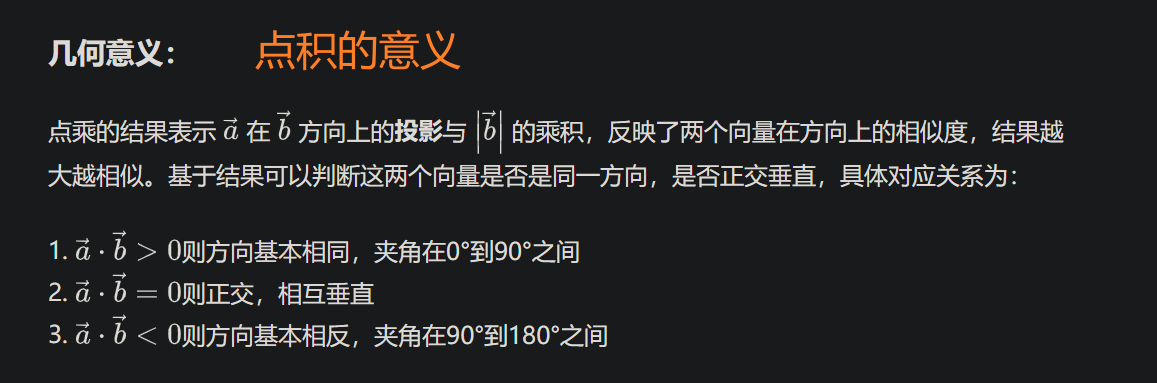 几何意义： 点积的意义
点乘的结果表示 $\vec{a}$ 在 $\vec{b}$ 方向上的投影与 $|\vec{b}|$ 的乘积，反映了两个向量在方向上的相似度，结果越
大越相似。基于结果可以判断这两个向量是否是同一方向，是否正交垂直，具体对应关系为：
1. $\vec{a} \cdot \vec{b} > 0$则方向基本相同，夹角在0°到90°之间
2. $\vec{a} \cdot \vec{b} = 0$则正交，相互垂直
3. $\vec{a} \cdot \vec{b} < 0$则方向基本相反，夹角在90°到180°之间